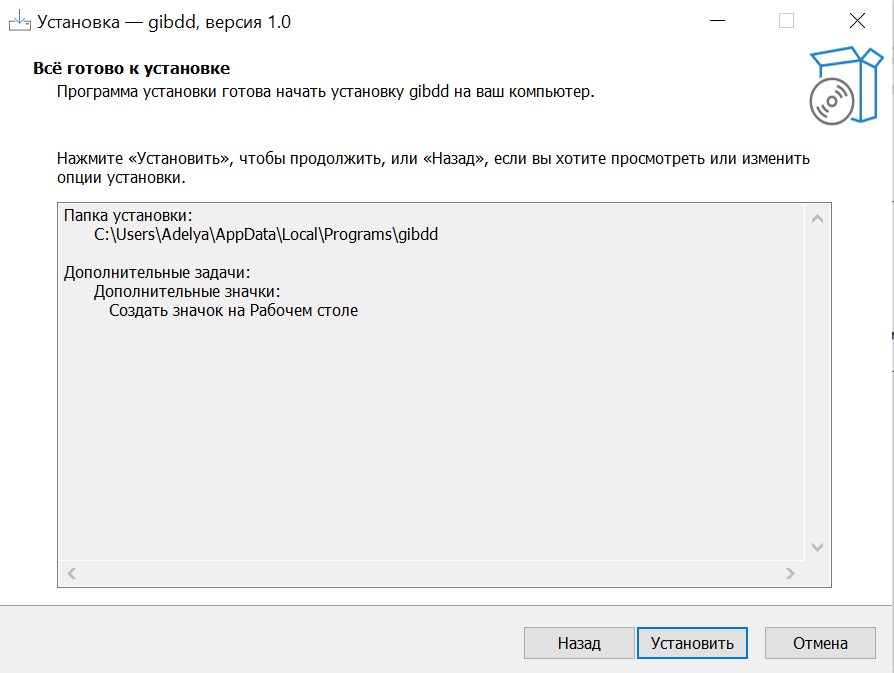 Установка — gibdd, версия 1.0
Всё готово к установке
Программа установки готова начать установку gibdd на ваш компьютер.
Нажмите «Установить», чтобы продолжить, или «Назад», если вы хотите просмотреть или изменить
опции установки.
Папка установки:
C:\Users\Adelya\AppData\Local\Programs\gibdd
Дополнительные задачи:
Дополнительные значки:
Создать значок на Рабочем столе
Назад
Установить
Отмена